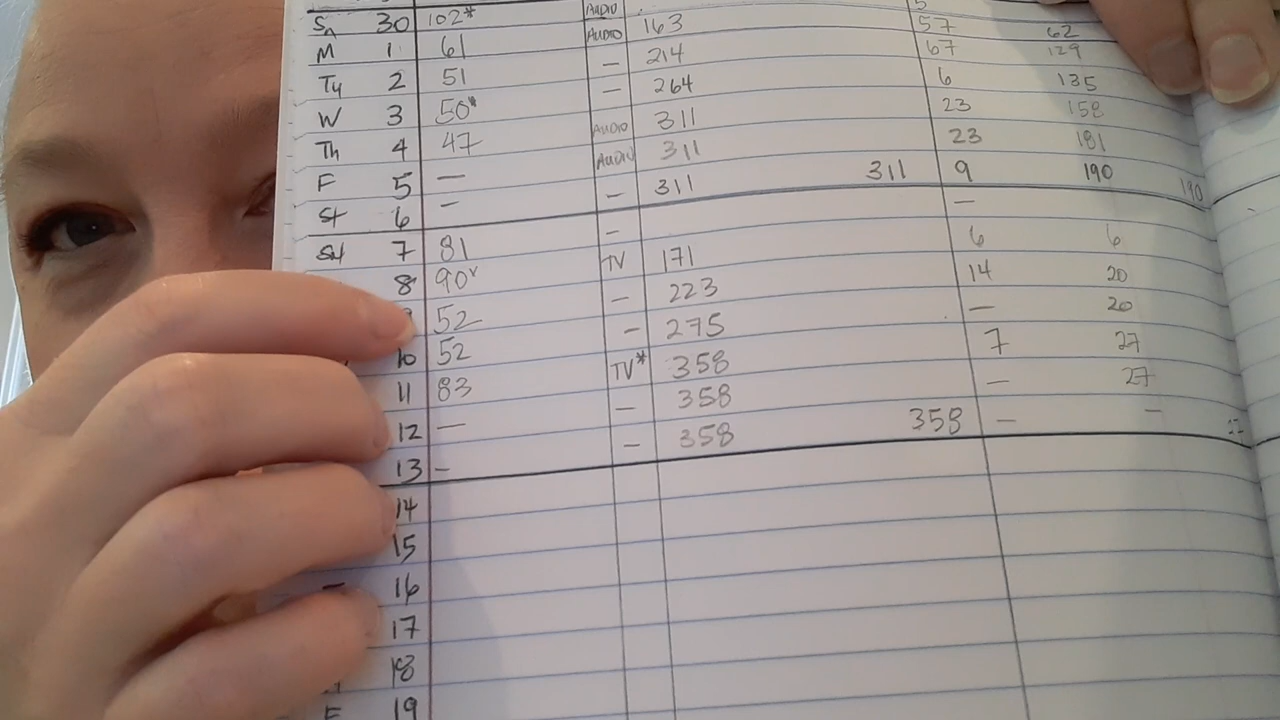 Sn 30 102* AUDIO 5
M 1 61 AUDIO 163 57 62
Tu 2 51 — 214 67 129
W 3 50* — 264 6 135
Th 4 47 AUDIO 311 23 158
F 5 — AUDIO 311 23 181
St 6 — — 311 311 9 190 190
Sn 7 81 — —
8 90* TV 171 6 6
52 — 223 14 20
10 52 — 275 — 20
11 83 TV* 358 7 27
12 — — 358 — 27
13 — — 358 358 — —
14
15
16
17
18
F 19